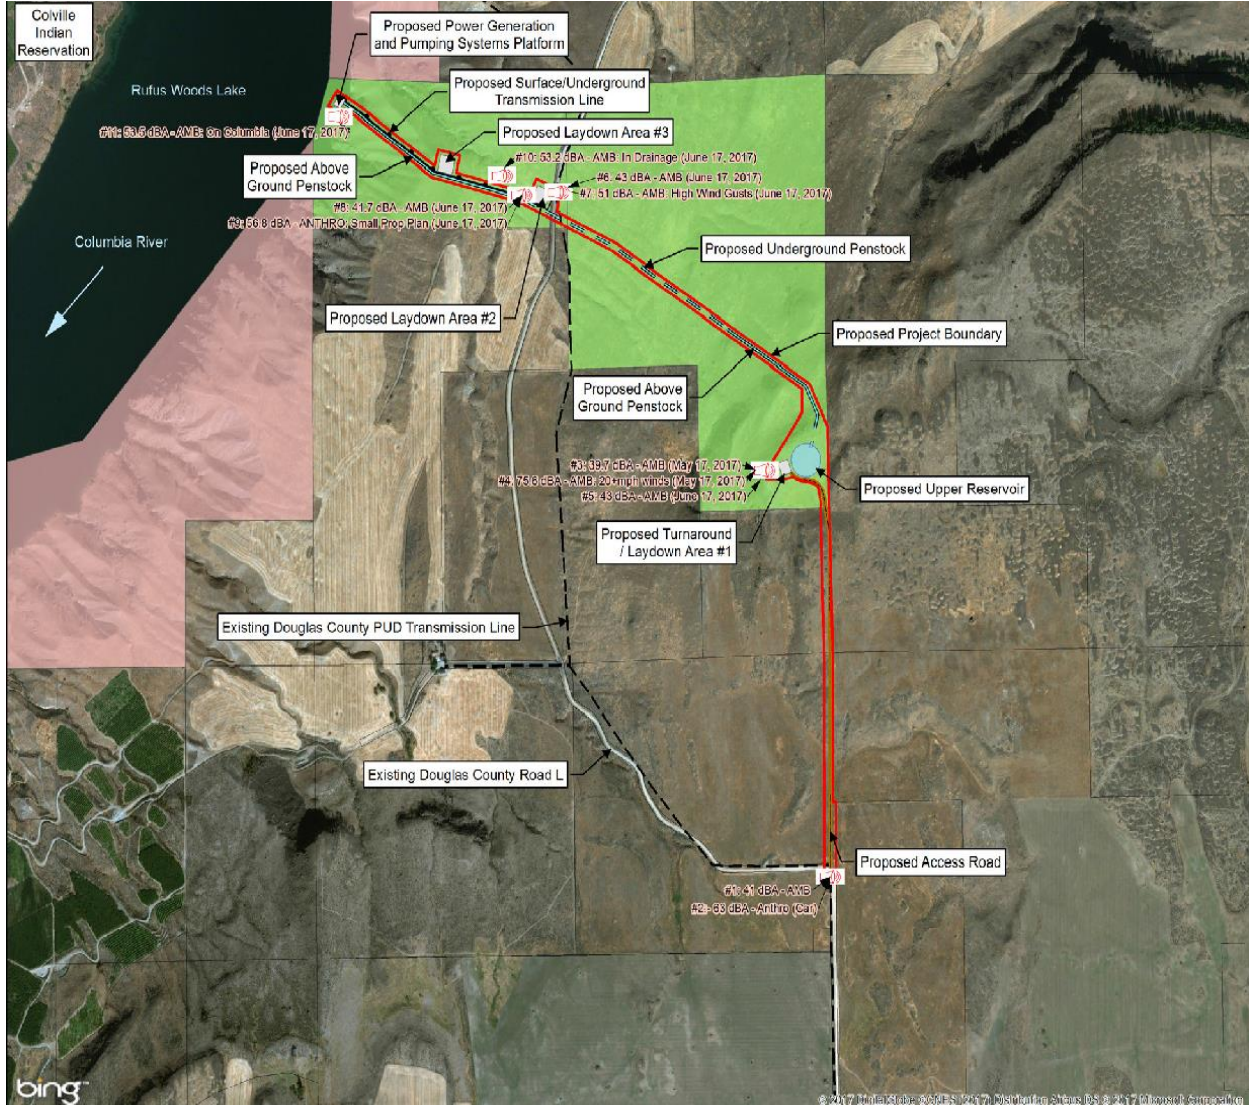 Colville
Indian
Reservation
Proposed Power Generation
and Pumping Systems Platform
Rufus Woods Lake
Proposed Surface/Underground
Transmission Line
#11: 53.5 dBA - AMB: On Columbia (June 17, 2017)
Proposed Laydown Area #3
#10: 53.2 dBA - AMB: In Drainage (June 17, 2017)
Proposed Above
Ground Penstock
#6: 43 dBA - AMB (June 17, 2017)
#7: 51 dBA - AMB: High Wind Gusts (June 17, 2017)
#8: 41.7 dBA - AMB (June 17, 2017)
#9: 56.8 dBA - ANTHRO: Small Prop Plan (June 17, 2017)
Columbia River
Proposed Underground Penstock
Proposed Laydown Area #2
Proposed Project Boundary
Proposed Above
Ground Penstock
#3: 39.7 dBA - AMB (May 17, 2017)
#4: 75.6 dBA - AMB: 20+mph winds (May 17, 2017)
#5: 43 dBA - AMB (June 17, 2017)
Proposed Upper Reservoir
Proposed Turnaround
/ Laydown Area #1
Existing Douglas County PUD Transmission Line
Existing Douglas County Road L
Proposed Access Road
#1: 41 dBA - AMB
#2:- 63 dBA - Anthro (Car)
bing™
© 2017 Microsoft Corporation